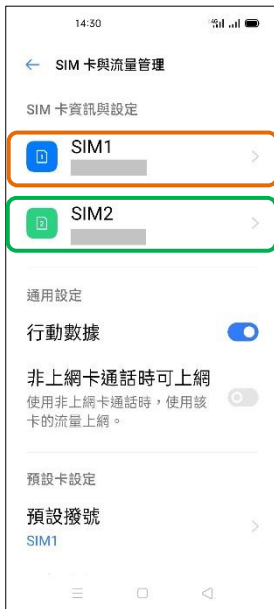 14:30
SIM 卡與流量管理
SIM 卡資訊與設定
1
SIM1
2
SIM2
通用設定
行動數據
非上網卡通話時可上網
使用非上網卡通話時，使用該
卡的流量上網。
預設卡設定
預設撥號
SIM1